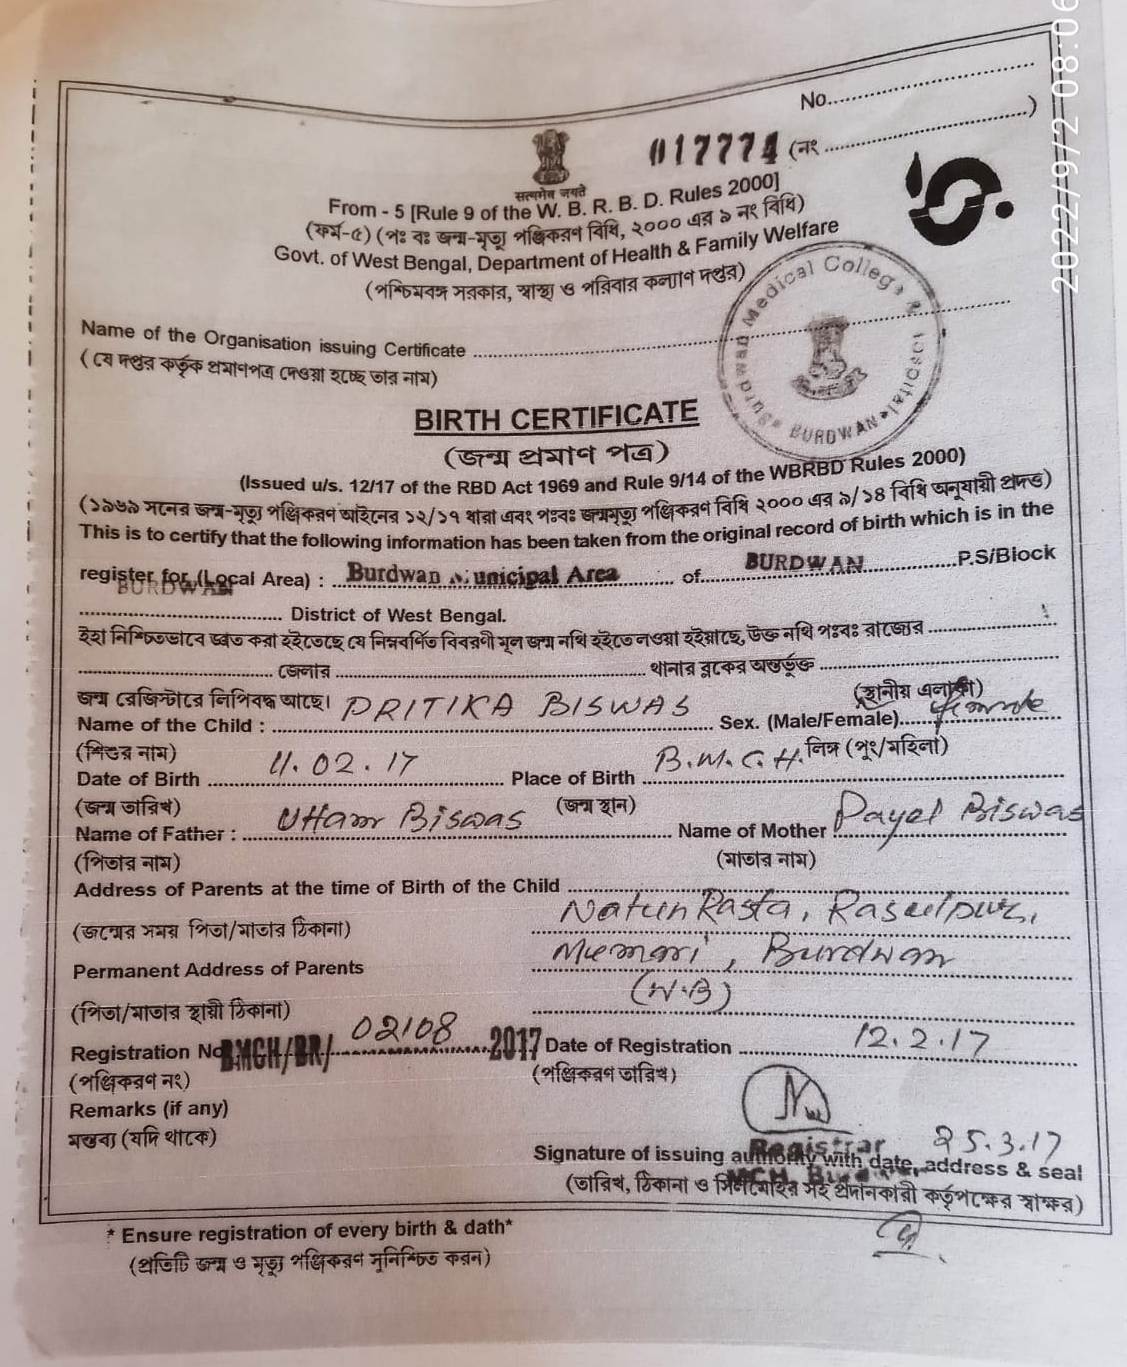 No.
017774 (নং )
सत्यमेव जयते
From - 5 [Rule 9 of the W. B. R. B. D. Rules 2000]
(ফর্ম-৫) (পঃ বঃ জন্ম-মৃত্যু পঞ্জিকরণ বিধি, ২০০০ এর ৯ নং বিধি)
Govt. of West Bengal, Department of Health & Family Welfare
(পশ্চিমবঙ্গ সরকার, স্বাস্থ্য ও পরিবার কল্যাণ দপ্তর)
Burdwan Medical College & Hospital
BURDWAN
Name of the Organisation issuing Certificate
(যে দপ্তর কর্তৃক প্রমাণপত্র দেওয়া হচ্ছে তার নাম)
BIRTH CERTIFICATE
(জন্ম প্রমাণ পত্র)
(Issued u/s. 12/17 of the RBD Act 1969 and Rule 9/14 of the WBRBD Rules 2000)
(১৯৬৯ সনের জন্ম-মৃত্যু পঞ্জিকরণ আইনের ১২/১৭ ধারা এবং পঃবঃ জন্মমৃত্যু পঞ্জিকরণ বিধি ২০০০ এর ৯/১৪ বিধি অনুযায়ী প্রদত্ত)
This is to certify that the following information has been taken from the original record of birth which is in the
register for (Local Area) : Burdwan Municipal Area of BURDWAN P.S/Block
BURDWAN District of West Bengal.
ইহা নিশ্চিতভাবে জ্ঞাত করা হইতেছে যে নিম্নবর্ণিত বিবরণী মূল জন্ম নথি হইতে লওয়া হইয়াছে, উক্ত নথি পঃবঃ রাজ্যের
জেলার থানার ব্লকের অন্তর্ভুক্ত
জন্ম রেজিস্টারে লিপিবদ্ধ আছে। (স্থানীয় এলাকা)
Name of the Child : PRITIKA BISWAS Sex. (Male/Female) Female
(শিশুর নাম) লিঙ্গ (পুং/মহিলা)
Date of Birth 11.02.17 Place of Birth B.M.C.H.
(জন্ম তারিখ) (জন্ম স্থান)
Name of Father : Uttam Biswas Name of Mother Payel Biswas
(পিতার নাম) (মাতার নাম)
Address of Parents at the time of Birth of the Child
(জন্মের সময় পিতা/মাতার ঠিকানা) Natun Rasta, Rasulpur,
Permanent Address of Parents Memari, Burdwan
(পিতা/মাতার স্থায়ী ঠিকানা) (W.B)
Registration No BMCH/BR/ 02108 2017 Date of Registration 12.2.17
(পঞ্জিকরণ নং) (পঞ্জিকরণ তারিখ)
Remarks (if any)
মন্তব্য (যদি থাকে)
Registrar 25.3.17
Signature of issuing authority with date, address & seal
(তারিখ, ঠিকানা ও সিলমোহর সহ প্রদানকারী কর্তৃপক্ষের স্বাক্ষর)
* Ensure registration of every birth & dath*
(প্রতিটি জন্ম ও মৃত্যু পঞ্জিকরণ সুনিশ্চিত করুন)
2022/9/2 08:06